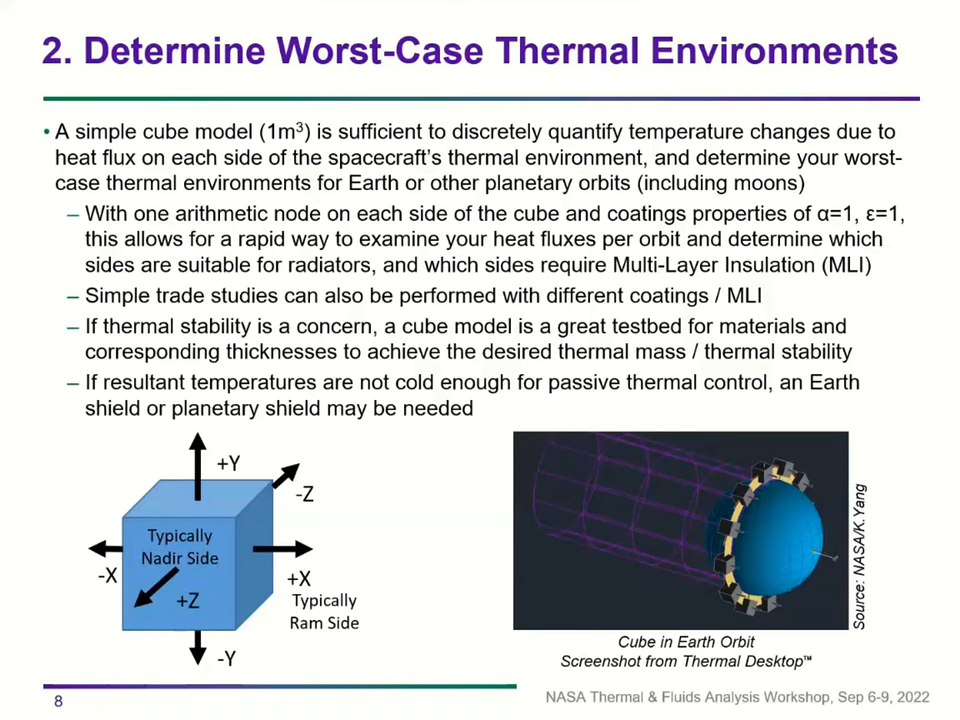 2. Determine Worst-Case Thermal Environments
• A simple cube model (1m³) is sufficient to discretely quantify temperature changes due to
heat flux on each side of the spacecraft's thermal environment, and determine your worst-
case thermal environments for Earth or other planetary orbits (including moons)
– With one arithmetic node on each side of the cube and coatings properties of α=1, ε=1,
this allows for a rapid way to examine your heat fluxes per orbit and determine which
sides are suitable for radiators, and which sides require Multi-Layer Insulation (MLI)
– Simple trade studies can also be performed with different coatings / MLI
– If thermal stability is a concern, a cube model is a great testbed for materials and
corresponding thicknesses to achieve the desired thermal mass / thermal stability
– If resultant temperatures are not cold enough for passive thermal control, an Earth
shield or planetary shield may be needed
+Y
-Z
Typically
Nadir Side
-X
+X
+Z
Typically
Ram Side
-Y
Source: NASA/K.Yang
Cube in Earth Orbit
Screenshot from Thermal Desktop™
8
NASA Thermal & Fluids Analysis Workshop, Sep 6-9, 2022